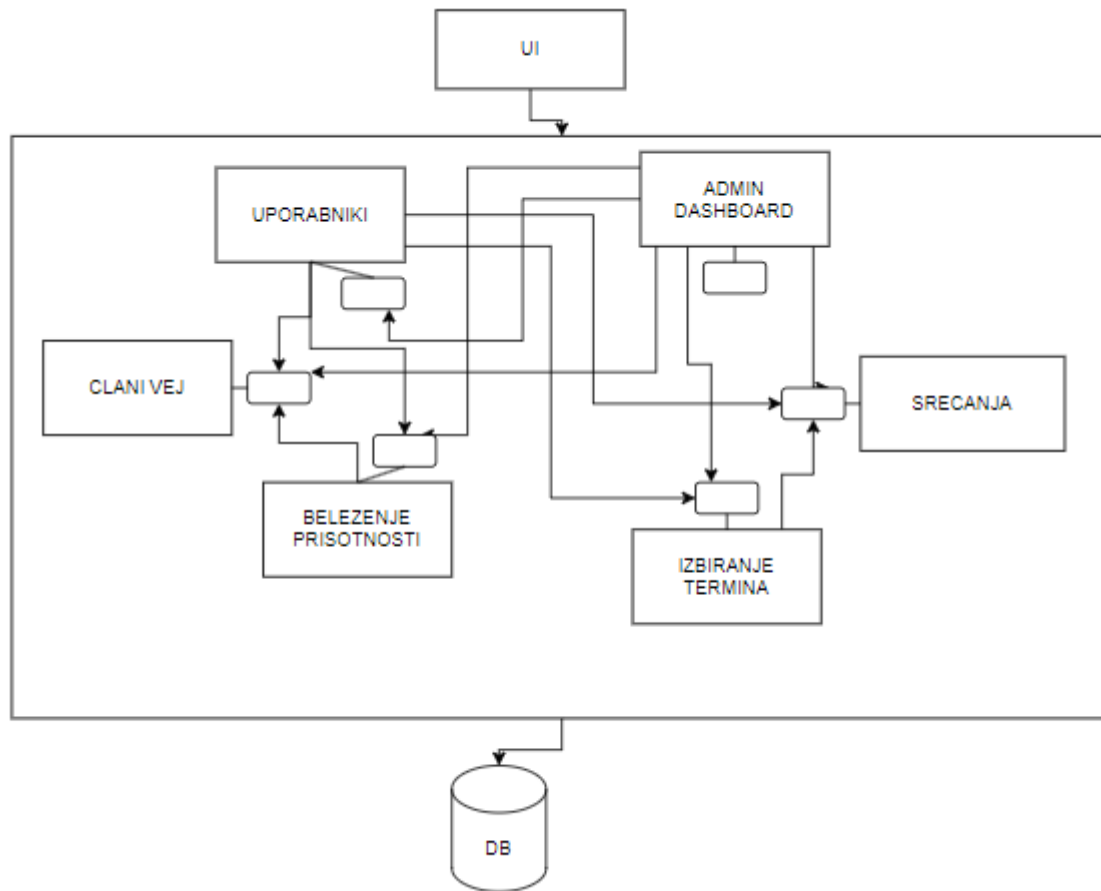 UI
UPORABNIKI
ADMIN
DASHBOARD
CLANI VEJ
SRECANJA
BELEZENJE
PRISOTNOSTI
IZBIRANJE
TERMINA
DB